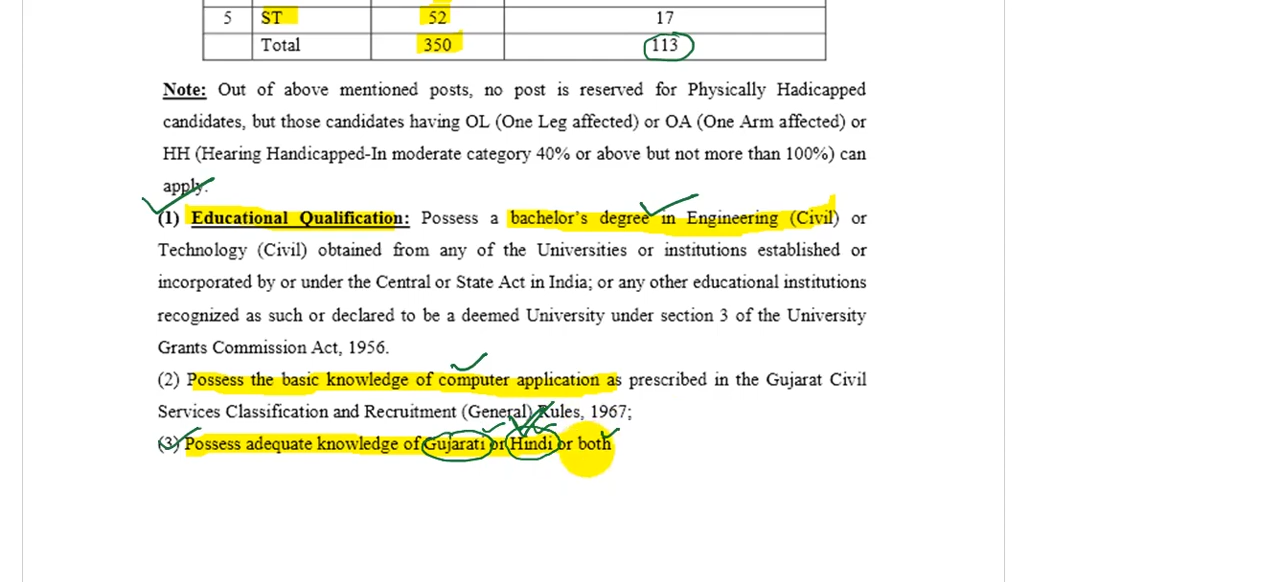 5 ST 52 17
Total 350 113
Note: Out of above mentioned posts, no post is reserved for Physically Hadicapped
candidates, but those candidates having OL (One Leg affected) or OA (One Arm affected) or
HH (Hearing Handicapped-In moderate category 40% or above but not more than 100%) can
apply.
(1) Educational Qualification: Possess a bachelor's degree in Engineering (Civil) or
Technology (Civil) obtained from any of the Universities or institutions established or
incorporated by or under the Central or State Act in India; or any other educational institutions
recognized as such or declared to be a deemed University under section 3 of the University
Grants Commission Act, 1956.
(2) Possess the basic knowledge of computer application as prescribed in the Gujarat Civil
Services Classification and Recruitment (General) Rules, 1967;
(3) Possess adequate knowledge of Gujarati or Hindi or both